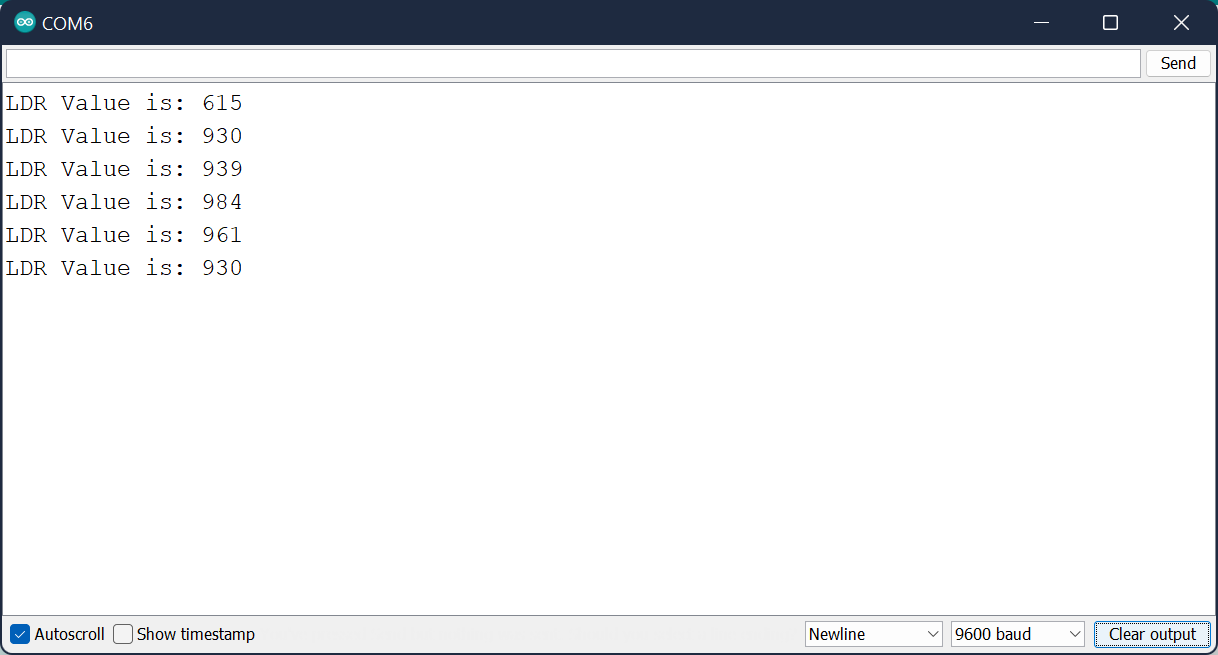 COM6
Send
LDR Value is: 615
LDR Value is: 930
LDR Value is: 939
LDR Value is: 984
LDR Value is: 961
LDR Value is: 930
Autoscroll Show timestamp Newline 9600 baud Clear output